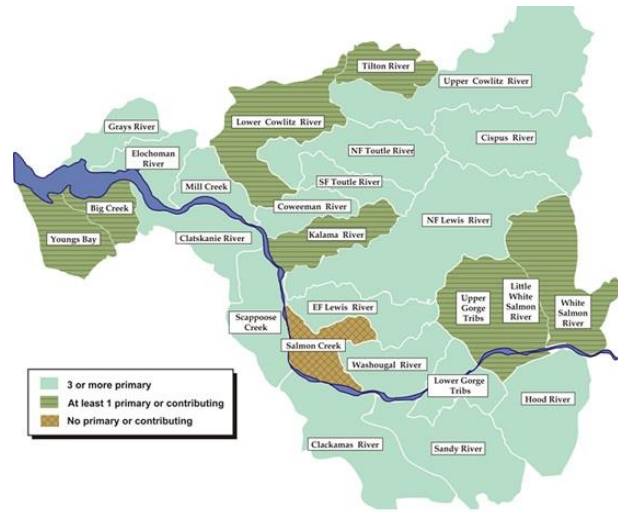 Tilton River
Upper Cowlitz River
Lower Cowlitz River
Grays River
Cispus River
Elochoman
River
NF Toutle River
SF Toutle River
Mill Creek
Coweeman River
Big Creek
NF Lewis River
Kalama River
Youngs Bay
Clatskanie River
Little
White
Salmon
River
Upper
Gorge
Tribs
White
Salmon
River
EF Lewis River
Scappoose
Creek
Salmon Creek
Washougal River
Lower Gorge
Tribs
Hood River
Clackamas River
Sandy River
3 or more primary
At least 1 primary or contributing
No primary or contributing